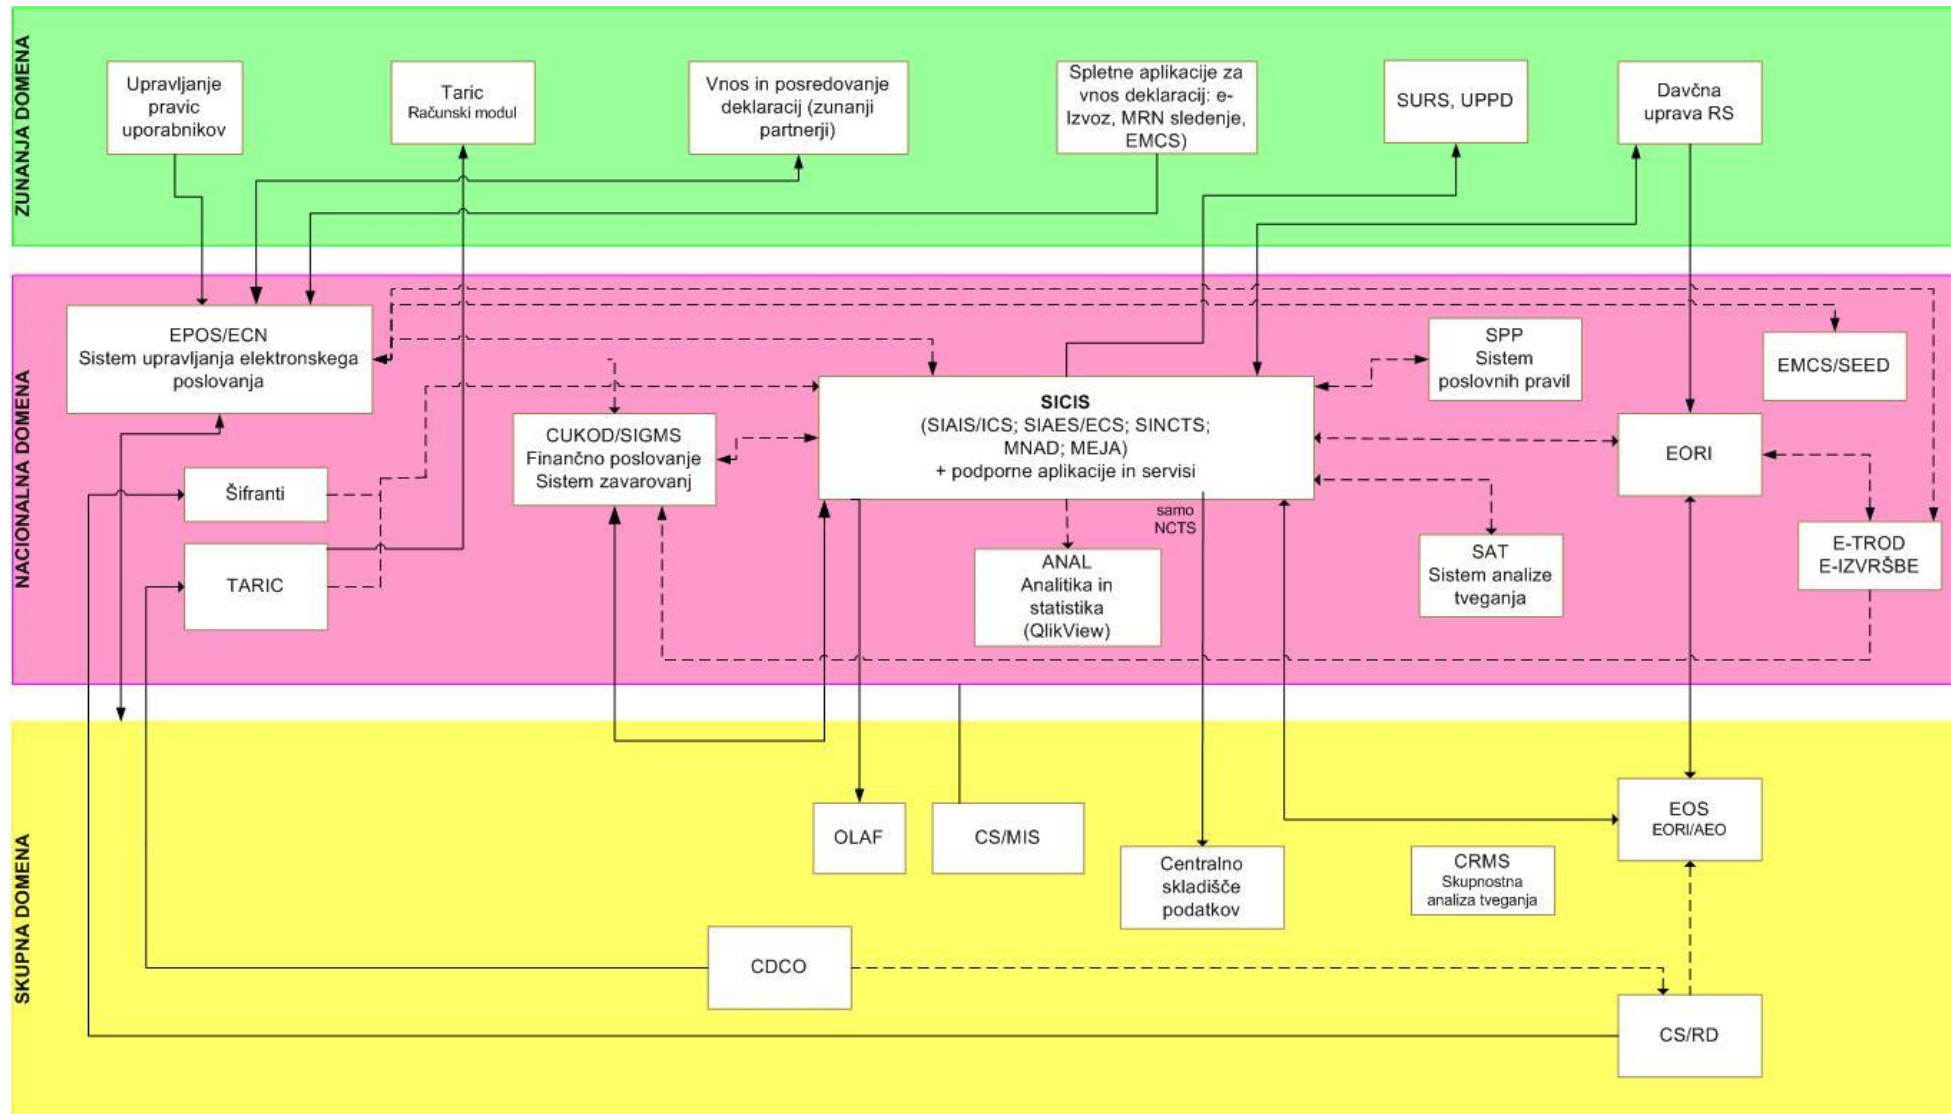 ZUNANJA DOMENA
Upravljanje
pravic
uporabnikov
Taric
Računski modul
Vnos in posredovanje
deklaracij (zunanji
partnerji)
Spletne aplikacije za
vnos deklaracij: e-
Izvoz, MRN sledenje,
EMCS)
SURS, UPPD
Davčna
uprava RS
NACIONALNA DOMENA
EPOS/ECN
Sistem upravljanja elektronskega
poslovanja
SPP
Sistem
poslovnih pravil
EMCS/SEED
CUKOD/SIGMS
Finančno poslovanje
Sistem zavarovanj
SICIS
(SIAIS/ICS; SIAES/ECS; SINCTS;
MNAD; MEJA)
+ podporne aplikacije in servisi
EORI
Šifranti
samo
NCTS
TARIC
ANAL
Analitika in
statistika
(QlikView)
SAT
Sistem analize
tveganja
E-TROD
E-IZVRŠBE
SKUPNA DOMENA
OLAF
CS/MIS
Centralno
skladišče
podatkov
CRMS
Skupnostna
analiza tveganja
EOS
EORI/AEO
CDCO
CS/RD